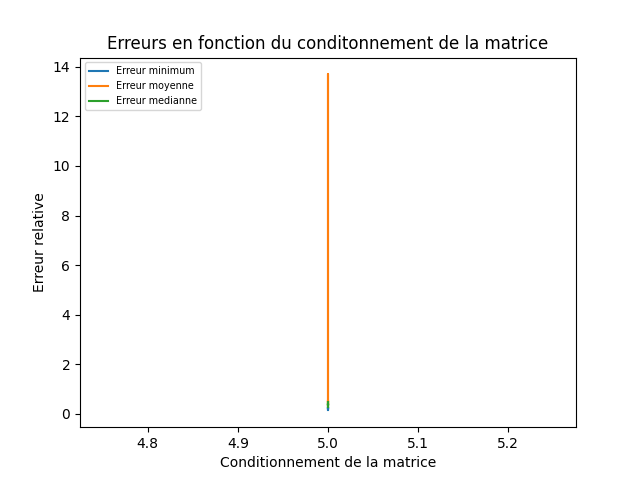 Erreurs en fonction du conditonnement de la matrice
Erreur minimum
Erreur moyenne
Erreur medianne
Erreur relative
14
12
10
8
6
4
2
0
4.8 4.9 5.0 5.1 5.2
Conditionnement de la matrice